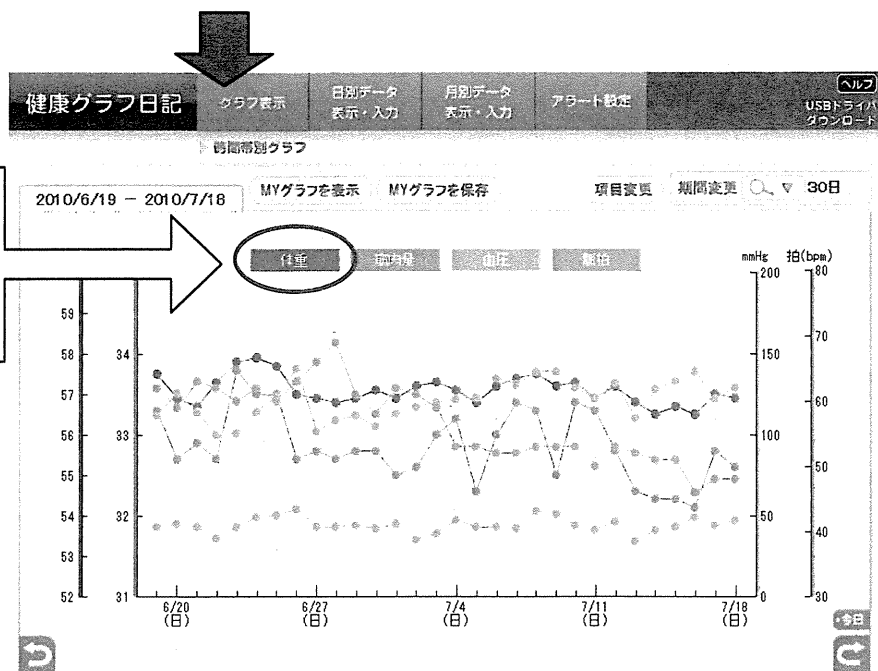 健康グラフ日記
グラフ表示
日別データ
表示・入力
月別データ
表示・入力
アラート設定
ヘルプ
USBドライバ
ダウンロード
時間帯別グラフ
2010/6/19 - 2010/7/18
MYグラフを表示
MYグラフを保存
項目変更
期間変更
30日
体重
筋肉量
血圧
脈拍
mmHg
拍(bpm)
59
58
57
56
55
54
53
52
34
33
32
31
200
150
100
50
0
80
70
60
50
40
30
6/20
(日)
6/27
(日)
7/4
(日)
7/11
(日)
7/18
(日)
今日